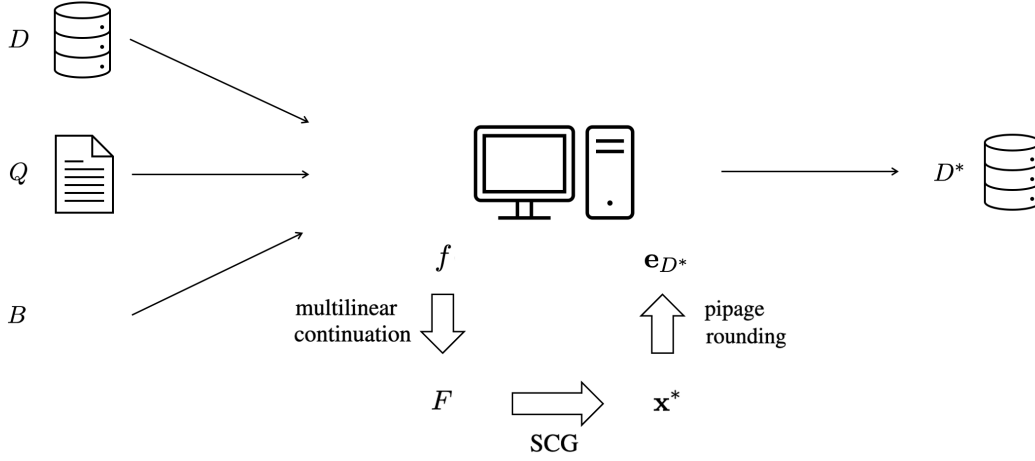 D
Q
B
D*
f
e_{D*}
multilinear
continuation
pipage
rounding
F
x*
SCG